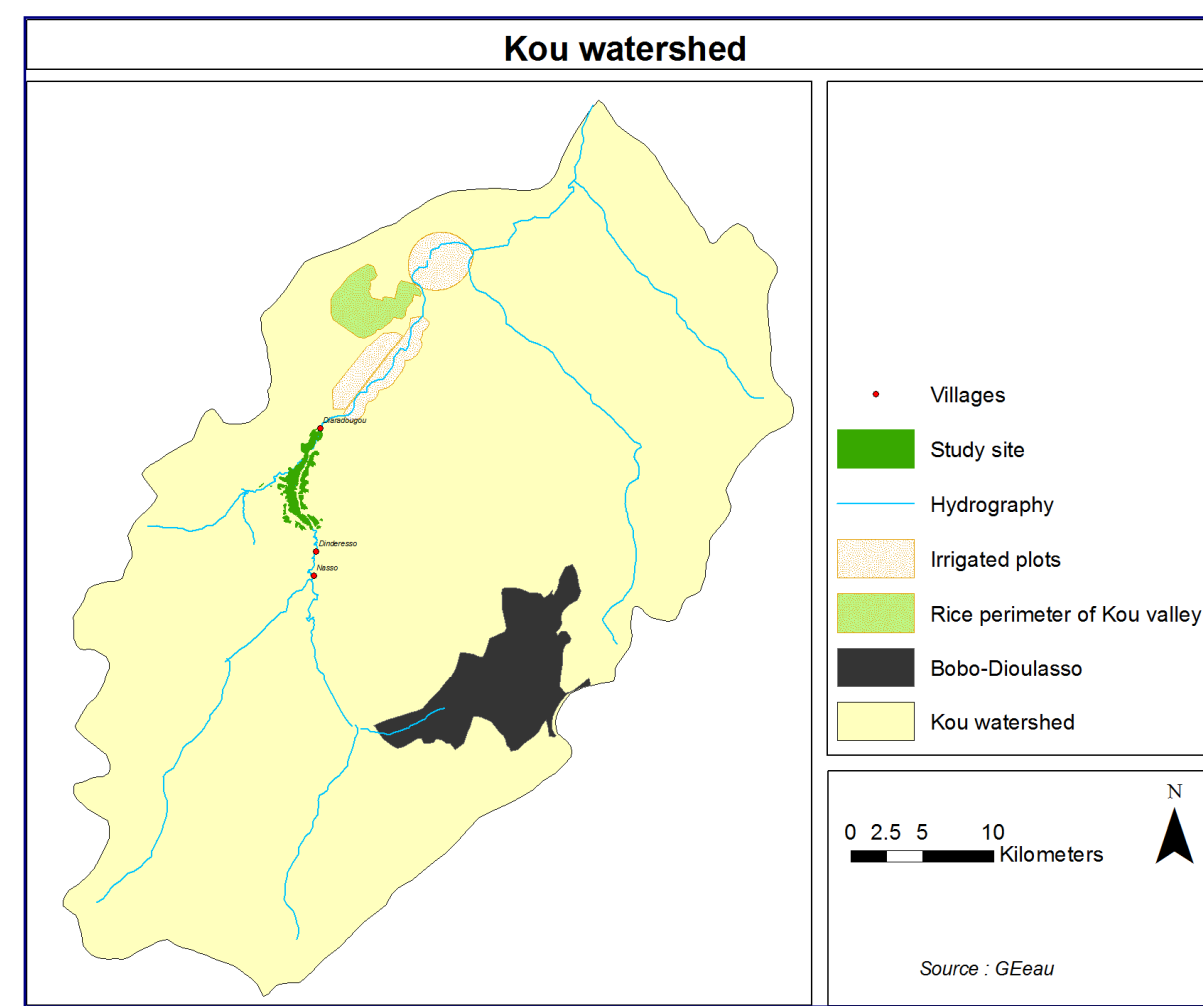 Kou watershed
Diaradougou
Dinderesso
Nasso
Villages
Study site
Hydrography
Irrigated plots
Rice perimeter of Kou valley
Bobo-Dioulasso
Kou watershed
N
0 2.5 5 10
Kilometers
Source : GEeau